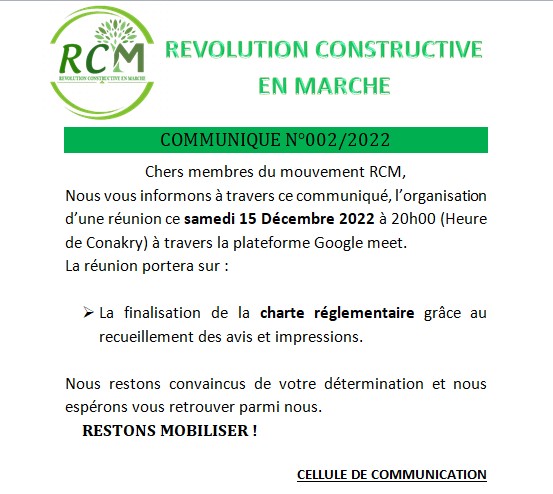 RCM
REVOLUTION CONSTRUCTIVE EN MARCHE
REVOLUTION CONSTRUCTIVE
EN MARCHE
COMMUNIQUE N°002/2022
Chers membres du mouvement RCM,
Nous vous informons à travers ce communiqué, l’organisation
d’une réunion ce samedi 15 Décembre 2022 à 20h00 (Heure
de Conakry) à travers la plateforme Google meet.
La réunion portera sur :
➢ La finalisation de la charte réglementaire grâce au
recueillement des avis et impressions.
Nous restons convaincus de votre détermination et nous
espérons vous retrouver parmi nous.
RESTONS MOBILISER !
CELLULE DE COMMUNICATION